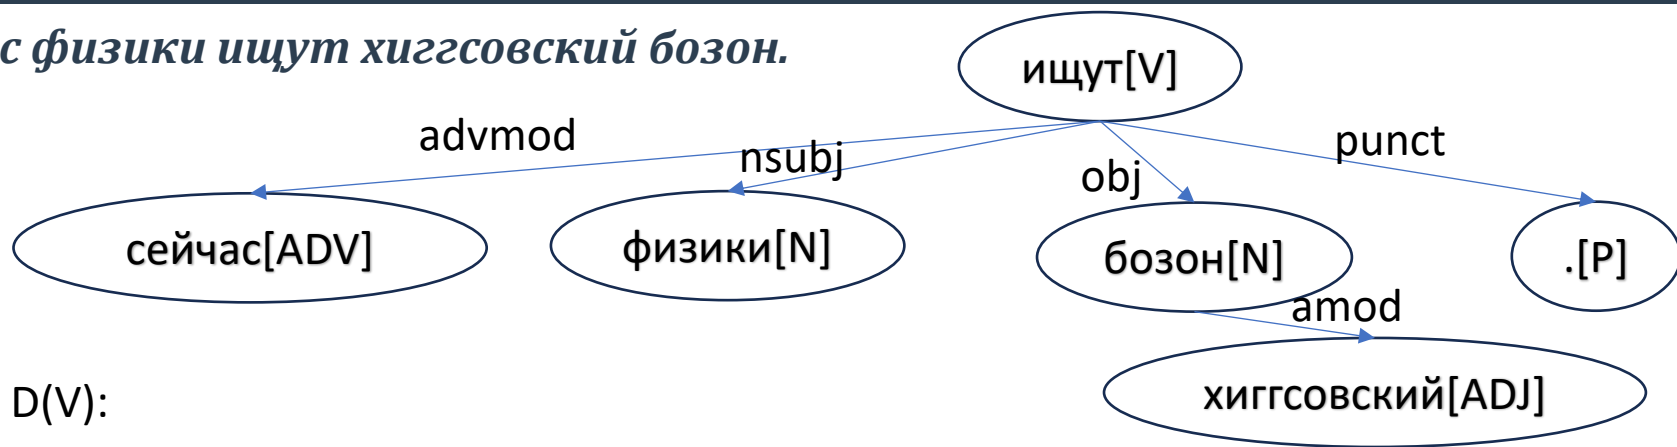 с физики ищут хиггсовский бозон.
ищут[V]
advmod
nsubj
obj
punct
сейчас[ADV]
физики[N]
бозон[N]
.[P]
amod
хиггсовский[ADJ]
D(V):